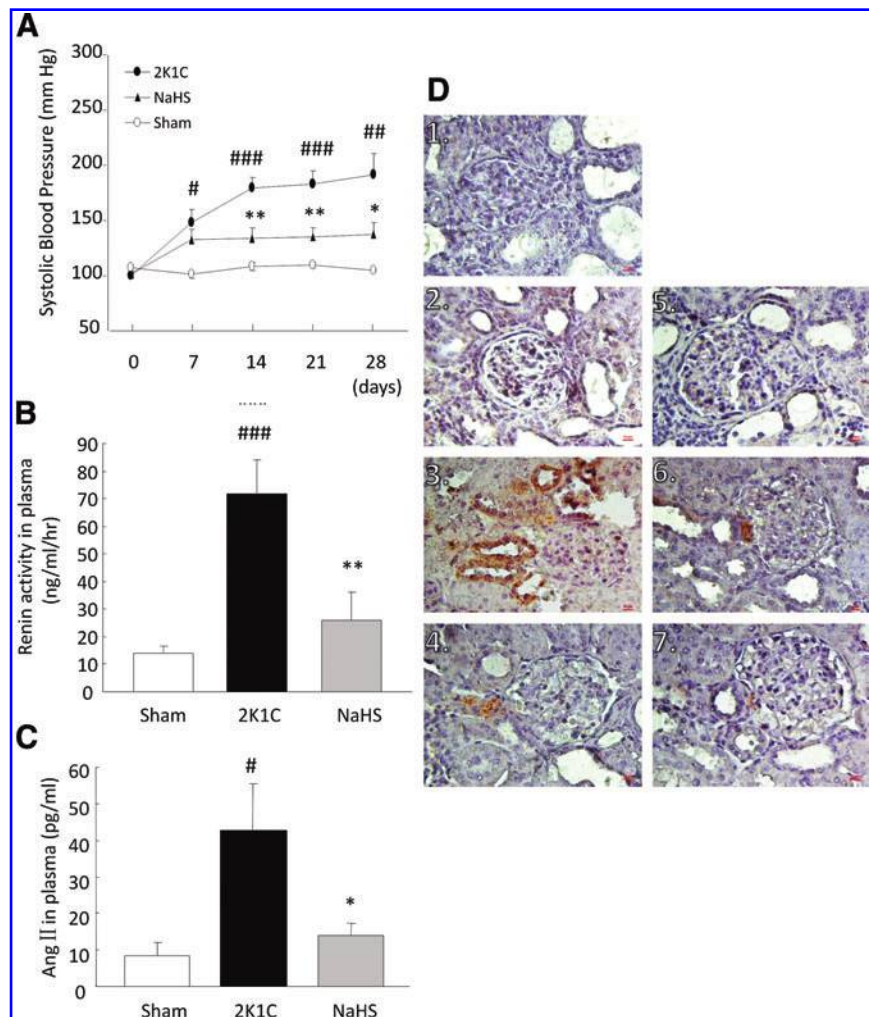 A
Systolic Blood Pressure (mm Hg)
300
250
200
150
100
50
2K1C
NaHS
Sham
#
###
###
##
**
**
*
0 7 14 21 28
(days)
B
Renin activity in plasma
(ng/ml/hr)
90
80
70
60
50
40
30
20
10
0
###
**
Sham 2K1C NaHS
C
Ang II in plasma (pg/ml)
60
50
40
30
20
10
0
#
*
Sham 2K1C NaHS
D
1.
2.
5.
3.
6.
4.
7.